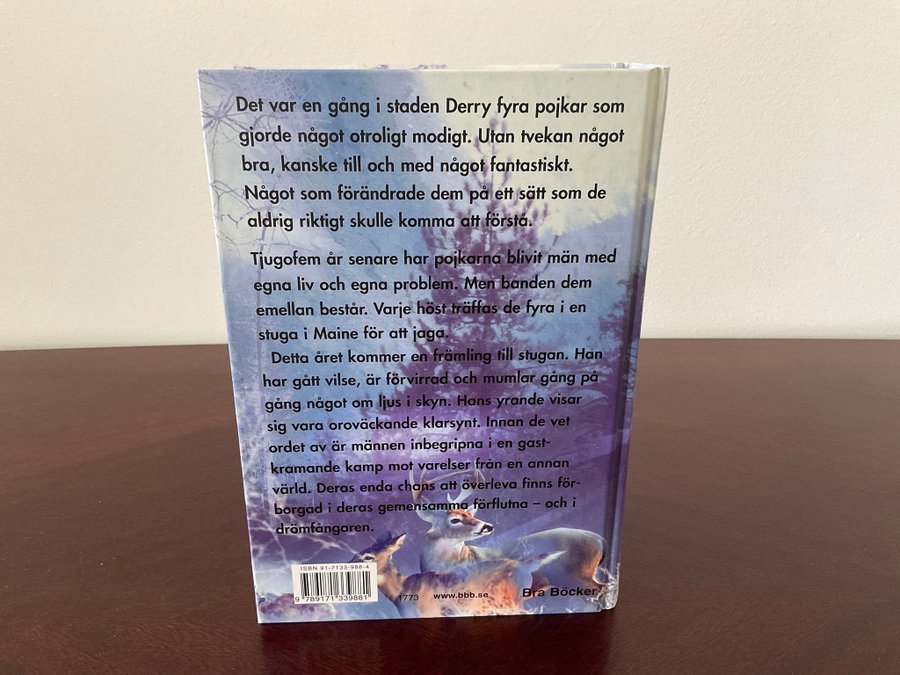 Det var en gång i staden Derry fyra pojkar som
gjorde något otroligt modigt. Utan tvekan något
bra, kanske till och med något fantastiskt.
Något som förändrade dem på ett sätt som de
aldrig riktigt skulle komma att förstå.
Tjugofem år senare har pojkarna blivit män med
egna liv och egna problem. Men banden dem
emellan består. Varje höst träffas de fyra i en
stuga i Maine för att jaga.
Detta året kommer en främling till stugan. Han
har gått vilse, är förvirrad och mumlar gång på
gång något om ljus i skyn. Hans yrande visar
sig vara oroväckande klarsynt. Innan de vet
ordet av är männen inbegripna i en gast-
kramande kamp mot varelser från en annan
värld. Deras enda chans att överleva finns för-
borgad i deras gemensamma förflutna – och i
drömfångaren.
ISBN 91-7133-988-4
9 789171 339881
1773
www.bbb.se
Bra Böcker